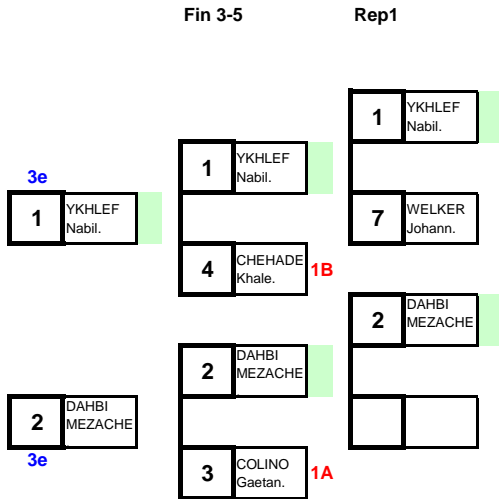 Fin 3-5
Rep1
1
YKHLEF
Nabil.
1
YKHLEF
Nabil.
3e
1
YKHLEF
Nabil.
7
WELKER
Johann.
4
CHEHADE
Khale.
1B
2
DAHBI
MEZACHE
2
DAHBI
MEZACHE
2
DAHBI
MEZACHE
3e
3
COLINO
Gaetan.
1A